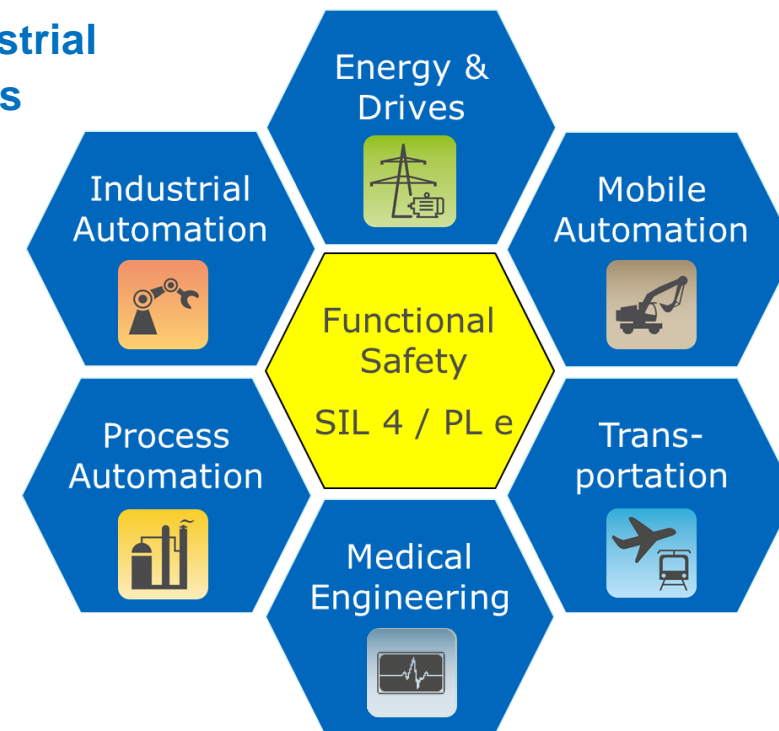 strial
s
Energy &
Drives
Industrial
Automation
Mobile
Automation
Functional
Safety
SIL 4 / PL e
Process
Automation
Trans-
portation
Medical
Engineering